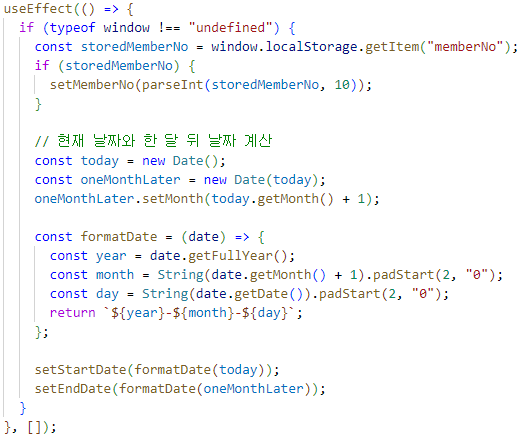 useEffect(() => {
  if (typeof window !== "undefined") {
    const storedMemberNo = window.localStorage.getItem("memberNo");
    if (storedMemberNo) {
      setMemberNo(parseInt(storedMemberNo, 10));
    }

    // 현재 날짜와 한 달 뒤 날짜 계산
    const today = new Date();
    const oneMonthLater = new Date(today);
    oneMonthLater.setMonth(today.getMonth() + 1);

    const formatDate = (date) => {
      const year = date.getFullYear();
      const month = String(date.getMonth() + 1).padStart(2, "0");
      const day = String(date.getDate()).padStart(2, "0");
      return `${year}-${month}-${day}`;
    };

    setStartDate(formatDate(today));
    setEndDate(formatDate(oneMonthLater));
  }
}, []);